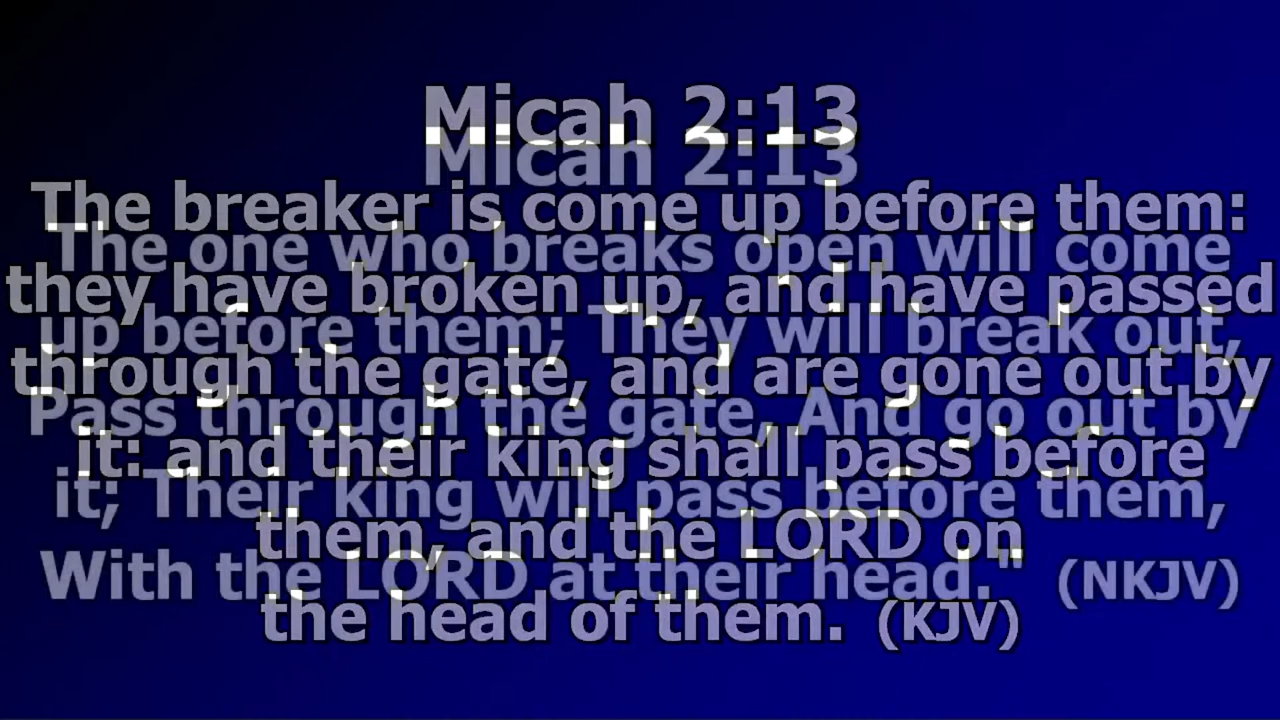 Micah 2:13
The breaker is come up before them:
they have broken up, and have passed
through the gate, and are gone out by
it: and their king shall pass before
them, and the LORD on
the head of them. (KJV)
Micah 2:13
The one who breaks open will come
up before them; They will break out,
Pass through the gate, And go out by
it; Their king will pass before them,
With the LORD at their head." (NKJV)